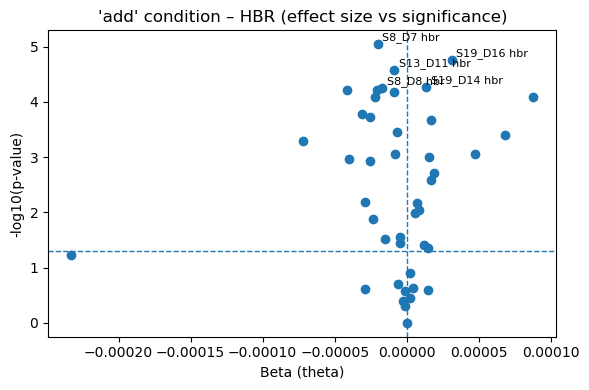 'add' condition – HBR (effect size vs significance)
-log10(p-value)
5
4
3
2
1
0
S8_D7 hbr
S19_D16 hbr
S13_D11 hbr
S8_D8 hbr
S19_D14 hbr
−0.00020 −0.00015 −0.00010 −0.00005 0.00000 0.00005 0.00010
Beta (theta)